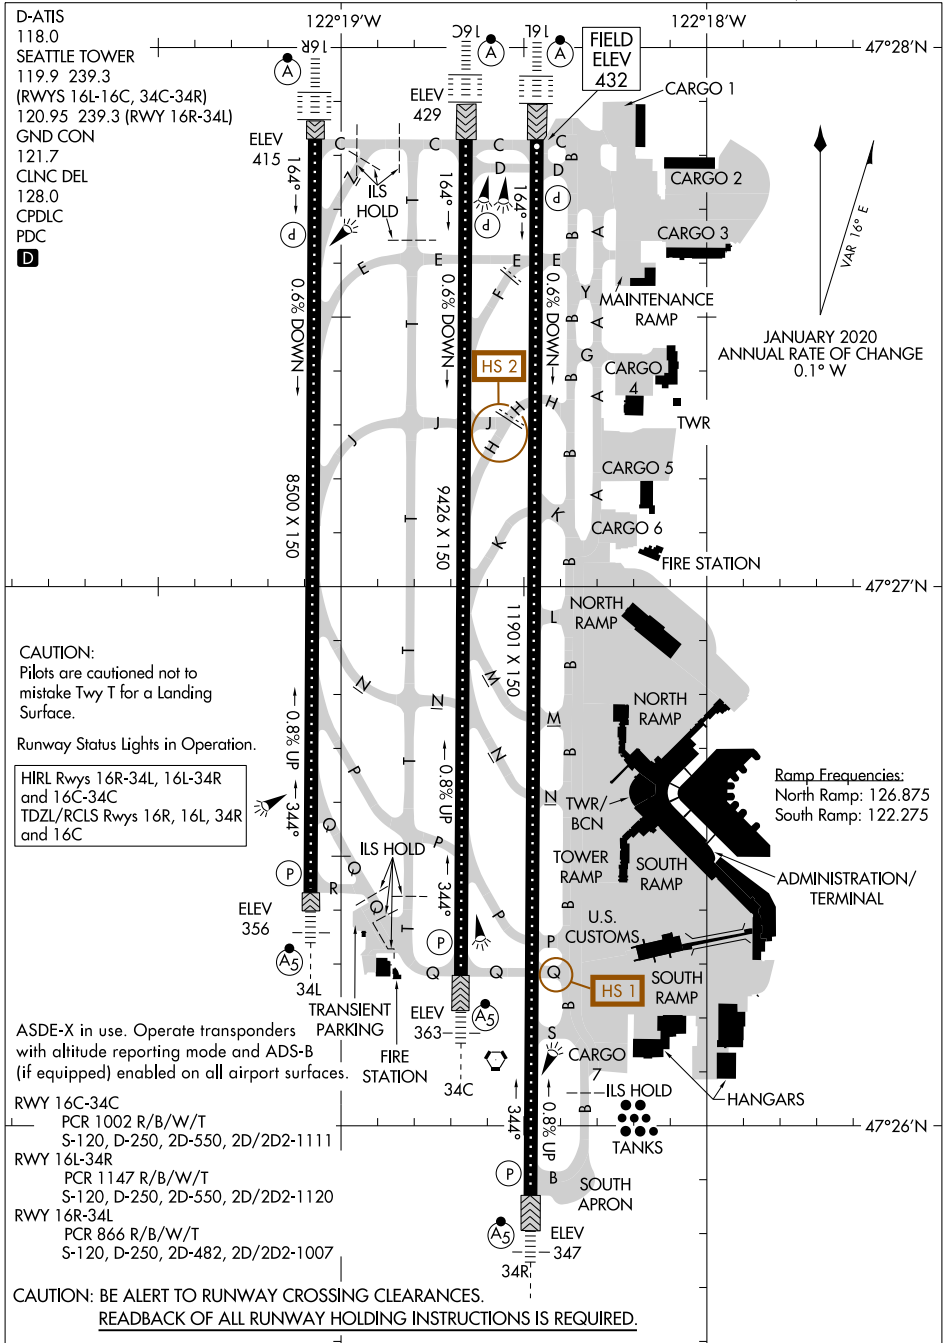 D-ATIS
118.0
SEATTLE TOWER
119.9 239.3
(RWYS 16L-16C, 34C-34R)
120.95 239.3 (RWY 16R-34L)
GND CON
121.7
CLNC DEL
128.0
CPDLC
PDC
D
122°19'W
122°18'W
47°28'N
16R
16C
16L
A
A
A
FIELD
ELEV
432
ELEV
429
ELEV
415
CARGO 1
CARGO 2
CARGO 3
VAR 16° E
JANUARY 2020
ANNUAL RATE OF CHANGE
0.1° W
C
C
C
C
D
D
B
N
ILS
HOLD
T
164°
164°
164°
P
P
P
B
A
E
E
E
E
F
Y
B
A
MAINTENANCE
RAMP
0.6% DOWN
0.6% DOWN
0.6% DOWN
T
G
HS 2
B
A
CARGO
4
TWR
H
H
H
J
J
J
B
CARGO 5
A
CARGO 6
K
K
T
B
FIRE STATION
8500 X 150
9426 X 150
11901 X 150
47°27'N
NORTH
RAMP
L
B
T
CAUTION:
Pilots are cautioned not to
mistake Twy T for a Landing
Surface.
Runway Status Lights in Operation.
HIRL Rwys 16R-34L, 16L-34R
and 16C-34C
TDZL/RCLS Rwys 16R, 16L, 34R
and 16C
N
N
M
M
N
N
B
NORTH
RAMP
0.8% UP
0.8% UP
344°
344°
P
P
Q
Q
Q
R
ILS HOLD
TWR/
BCN
TOWER
RAMP
SOUTH
RAMP
Ramp Frequencies:
North Ramp: 126.875
South Ramp: 122.275
ADMINISTRATION/
TERMINAL
P
ELEV
356
A5
34L
T
P
P
P
B
U.S.
CUSTOMS
Q
Q
Q
HS 1
SOUTH
RAMP
TRANSIENT
PARKING
FIRE
STATION
ELEV
363
A5
34C
B
S
CARGO
7
ILS HOLD
HANGARS
B
TANKS
344°
0.8% UP
47°26'N
P
B
SOUTH
APRON
A5
ELEV
347
34R
ASDE-X in use. Operate transponders
with altitude reporting mode and ADS-B
(if equipped) enabled on all airport surfaces.
RWY 16C-34C
PCR 1002 R/B/W/T
S-120, D-250, 2D-550, 2D/2D2-1111
RWY 16L-34R
PCR 1147 R/B/W/T
S-120, D-250, 2D-550, 2D/2D2-1120
RWY 16R-34L
PCR 866 R/B/W/T
S-120, D-250, 2D-482, 2D/2D2-1007
CAUTION: BE ALERT TO RUNWAY CROSSING CLEARANCES.
READBACK OF ALL RUNWAY HOLDING INSTRUCTIONS IS REQUIRED.